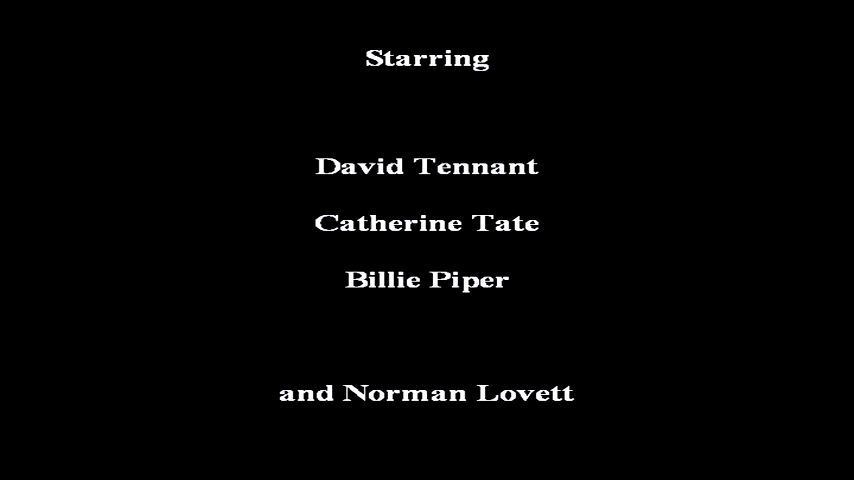 Starring
David Tennant
Catherine Tate
Billie Piper
and Norman Lovett